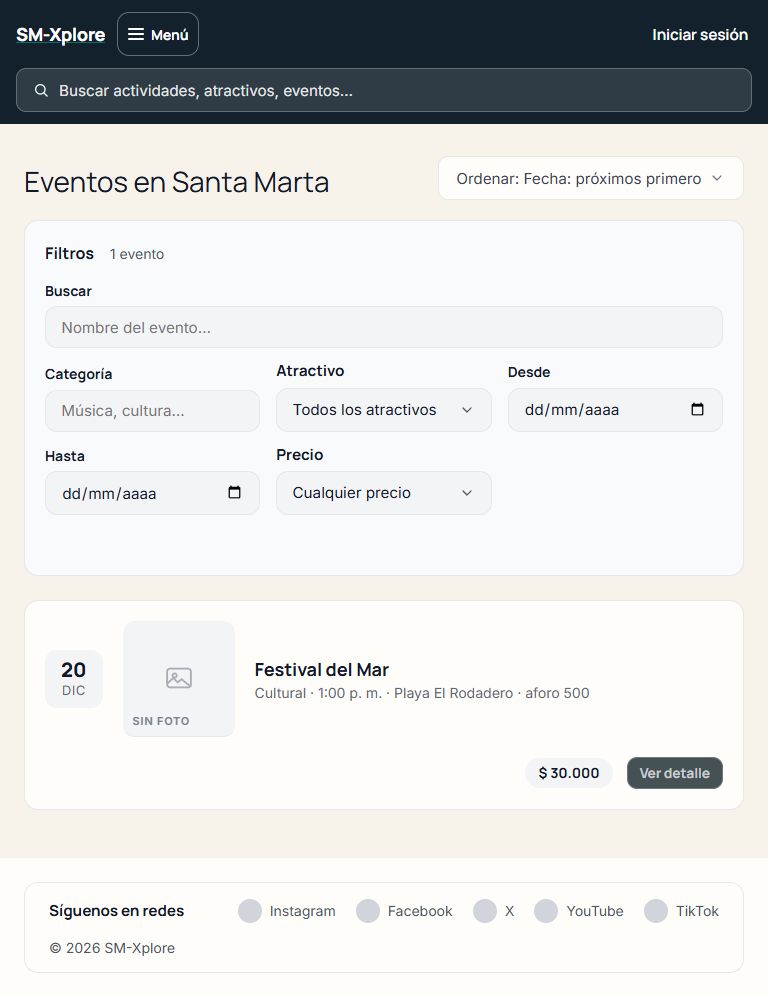 SM-Xplore
Menú
Iniciar sesión
Buscar actividades, atractivos, eventos...
Eventos en Santa Marta
Ordenar: Fecha: próximos primero
Filtros 1 evento
Buscar
Nombre del evento...
Categoría
Música, cultura...
Atractivo
Todos los atractivos
Desde
dd/mm/aaaa
Hasta
dd/mm/aaaa
Precio
Cualquier precio
20
DIC
SIN FOTO
Festival del Mar
Cultural · 1:00 p. m. · Playa El Rodadero · aforo 500
$ 30.000
Ver detalle
Síguenos en redes
Instagram
Facebook
X
YouTube
TikTok
© 2026 SM-Xplore